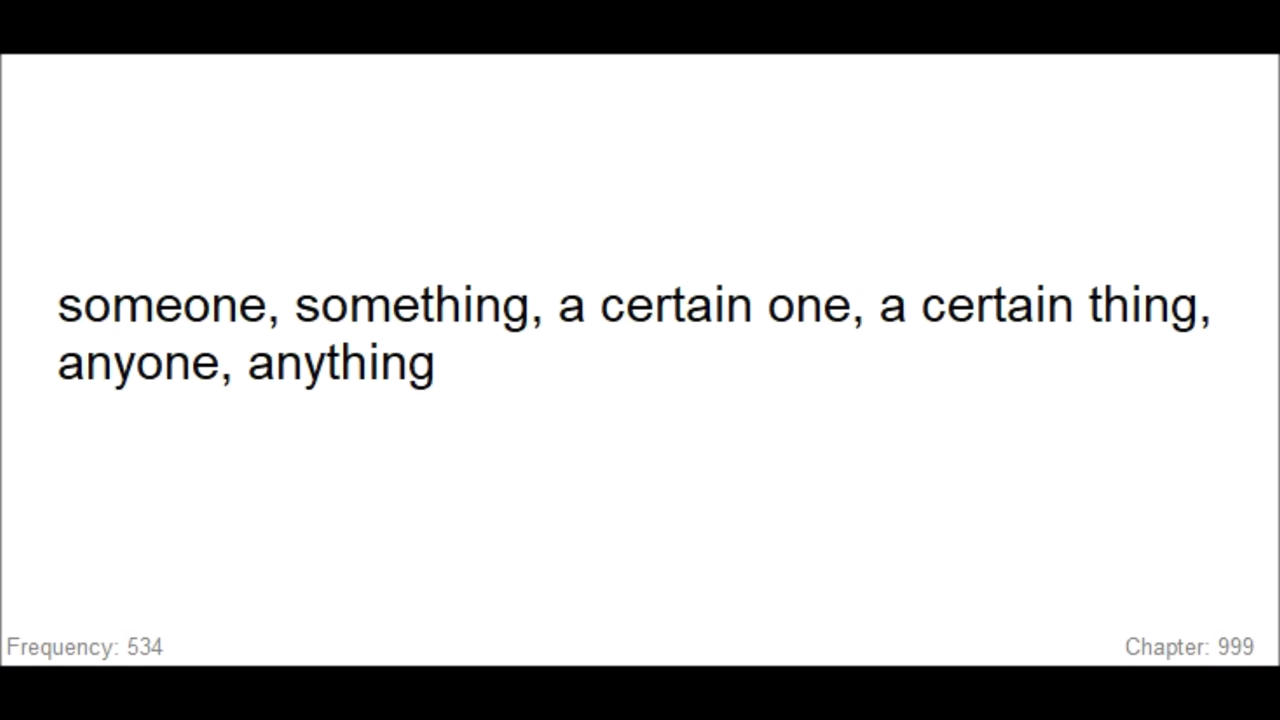 someone, something, a certain one, a certain thing,
anyone, anything
Frequency: 534
Chapter: 999